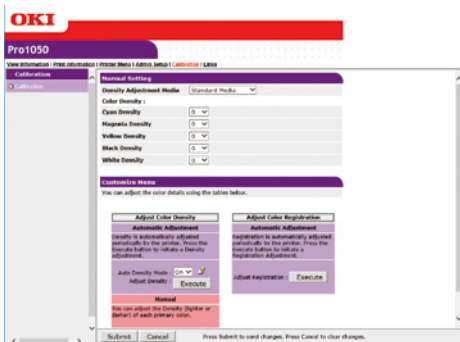 OKI
Pro1050
View Information | Print Information | Printer Menu | Admin Setup | Calibration | Links
Calibration
Calibration
Normal Setting
Density Adjustment Media Standard Media
Color Density :
Cyan Density 0
Magenta Density 0
Yellow Density 0
Black Density 0
White Density 0
Customize Menu
You can adjust the color details using the tables below.
Adjust Color Density
Automatic Adjustment
Density is automatically adjusted
periodically by the printer. Press the
Execute button to initiate a Density
adjustment.
Auto Density Mode : On
Adjust Density : Execute
Manual
You can adjust the Density (lighter or
darker) of each primary color.
Adjust Color Registration
Automatic Adjustment
Registration is automatically adjusted
periodically by the printer. Press the
Execute button to initiate a
Registration Adjustment.
Adjust Registration : Execute
Submit Cancel Press Submit to send changes. Press Cancel to clear changes.